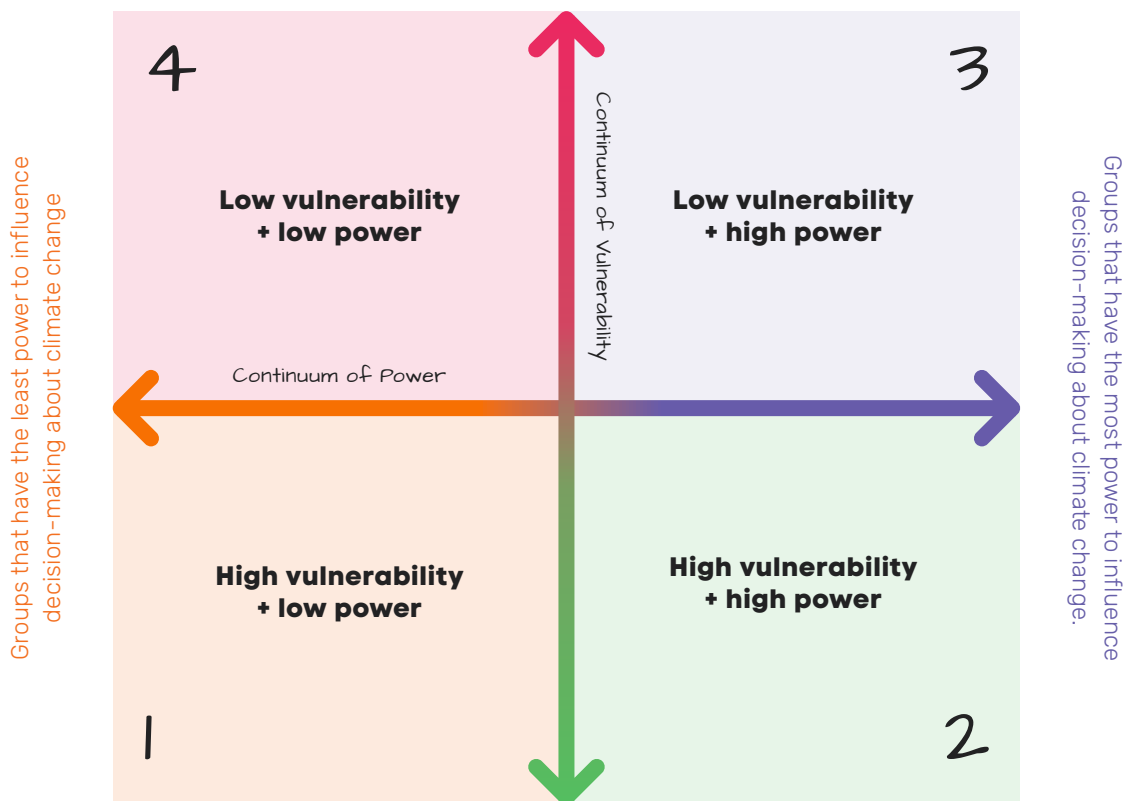 4
3
Continuum of Vulnerability
Low vulnerability
+ low power
Low vulnerability
+ high power
Groups that have the least power to influence
decision-making about climate change
Groups that have the most power to influence
decision-making about climate change.
Continuum of Power
High vulnerability
+ low power
High vulnerability
+ high power
1
2